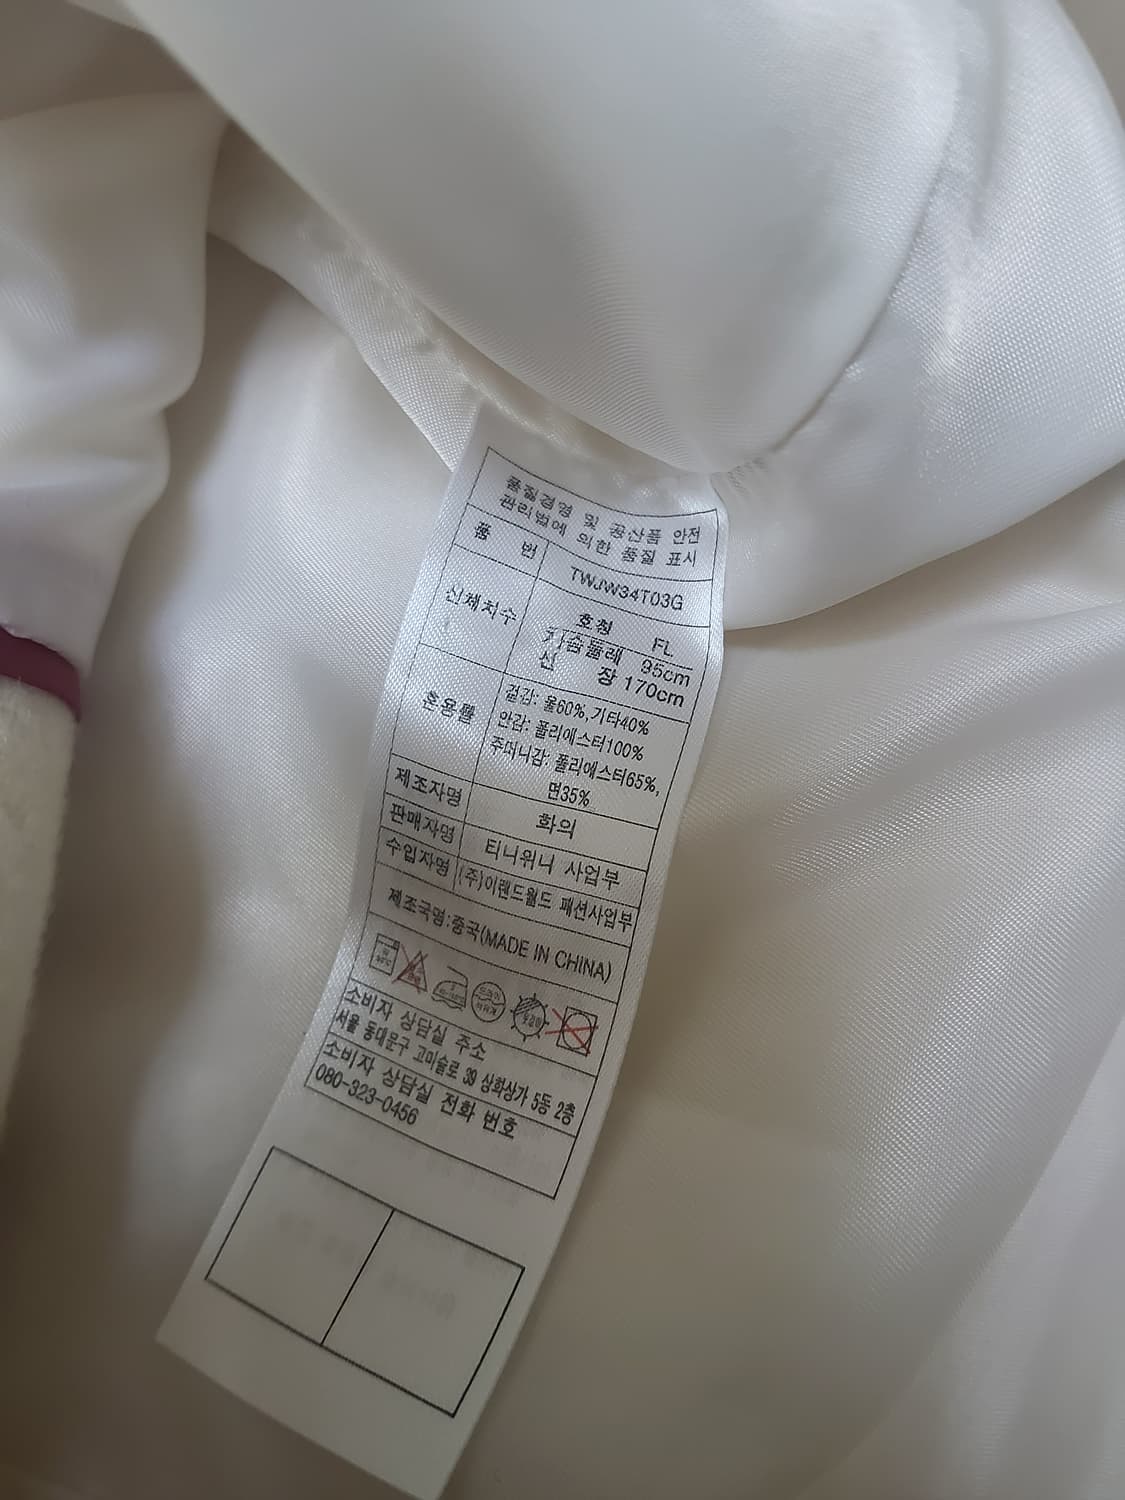 품질경영 및 공산품 안전
관리법에 의한 품질 표시
품 번 TWJW34T03G
신체치수 호칭 FL
가슴둘레 95cm
신 장 170cm
혼용률 겉감: 울60%,기타40%
안감: 폴리에스터100%
주머니감: 폴리에스터65%,
면35%
제조자명 화의
판매자명 티니위니 사업부
수입자명 (주)이랜드월드 패션사업부
제조국명:중국(MADE IN CHINA)
드라이
석유계
소비자 상담실 주소
서울 동대문구 고미술로 39 상화상가 5동 2층
소비자 상담실 전화 번호
080-323-0456